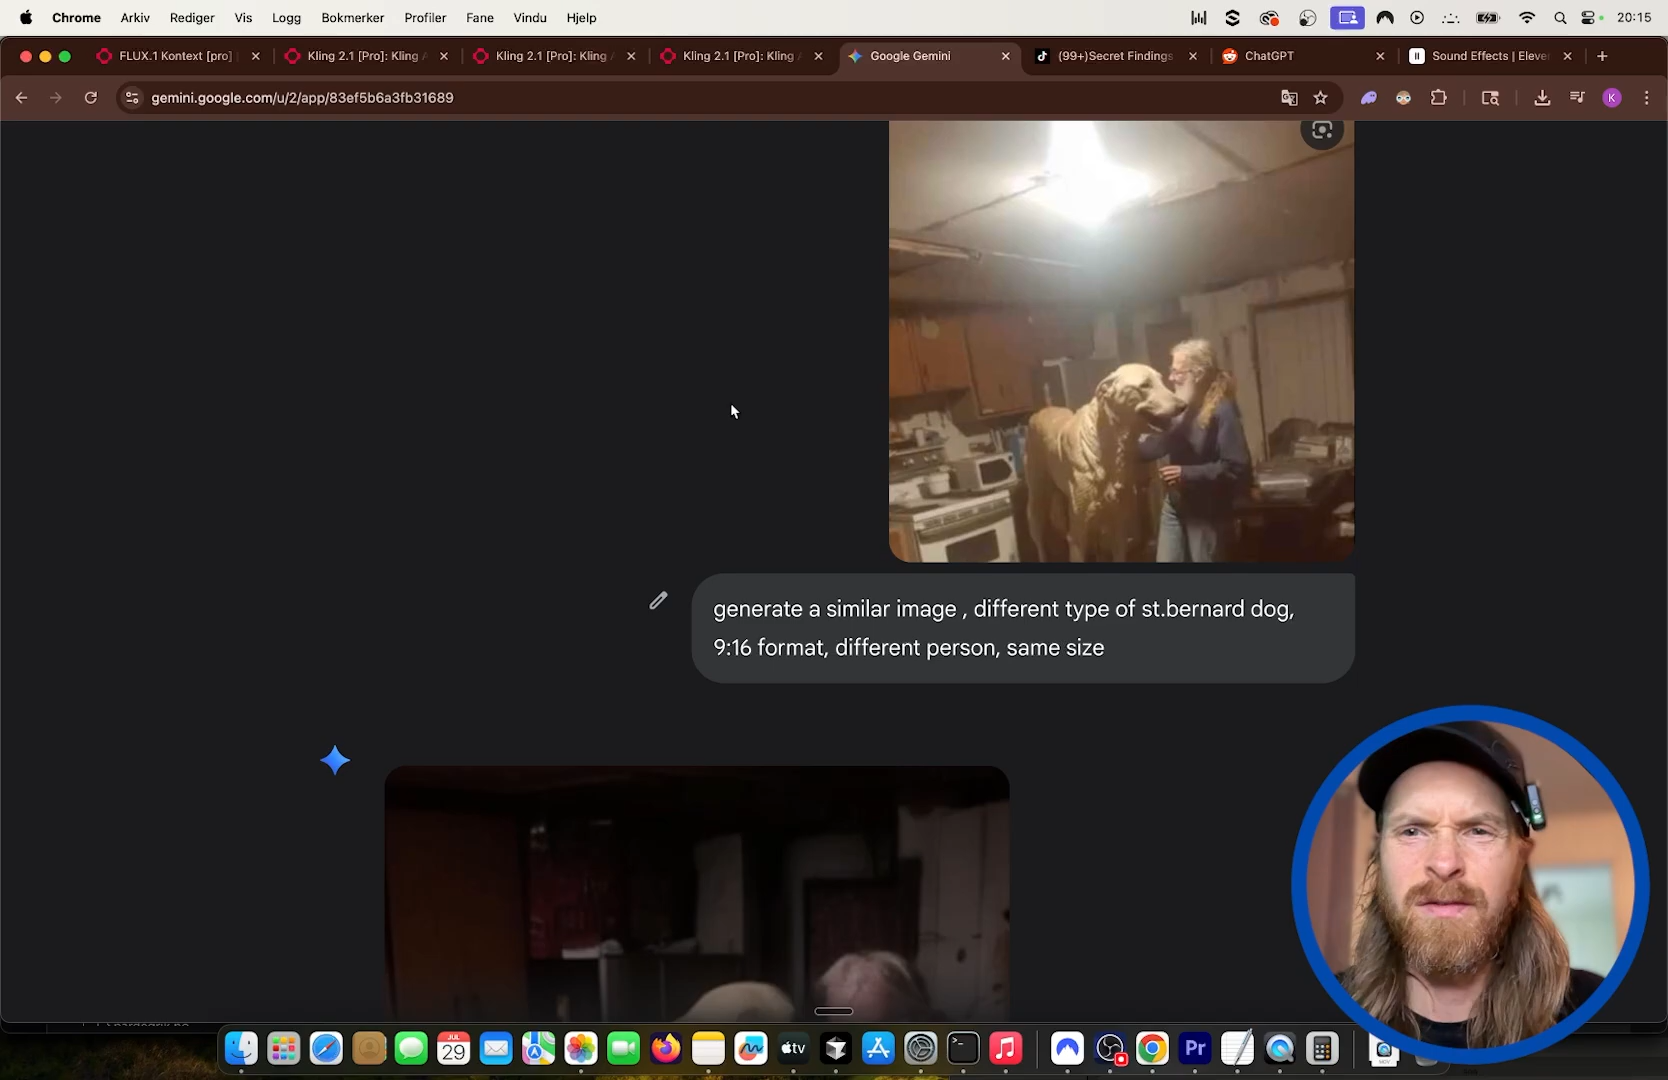 Chrome Arkiv Rediger Vis Logg Bokmerker Profiler Fane Vindu Hjelp 20:15
FLUX.1 Kontext [pro] Kling 2.1 [Pro]: Kling Kling 2.1 [Pro]: Kling Kling 2.1 [Pro]: Kling Google Gemini (99+)Secret Findings ChatGPT Sound Effects | Eleve
gemini.google.com/u/2/app/83ef5b6a3fb31689 K
generate a similar image , different type of st.bernard dog,
9:16 format, different person, same size
JUL
29
tv
Pr